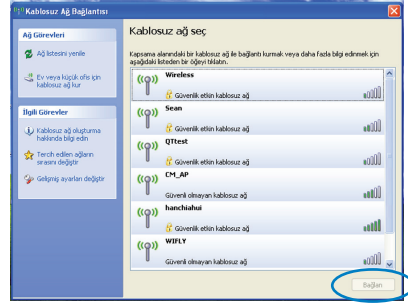 Kablosuz Ağ Bağlantısı
Ağ Görevleri
Ağ listesini yenile
Ev veya küçük ofis için
kablosuz ağ kur
İlgili Görevler
Kablosuz ağ oluşturma
hakkında bilgi edin
Tercih edilen ağların
sırasını değiştir
Gelişmiş ayarları değiştir
Kablosuz ağ seç
Kapsama alanındaki bir kablosuz ağ ile bağlantı kurmak veya daha fazla bilgi edinmek için
aşağıdaki listeden bir öğeyi tıklatın.
Wireless
Güvenlik etkin kablosuz ağ
Sean
Güvenlik etkin kablosuz ağ
QTtest
Güvenlik etkin kablosuz ağ
CM_AP
Güvenli olmayan kablosuz ağ
hanchiahui
Güvenlik etkin kablosuz ağ
WIFLY
Güvenli olmayan kablosuz ağ
Bağlan